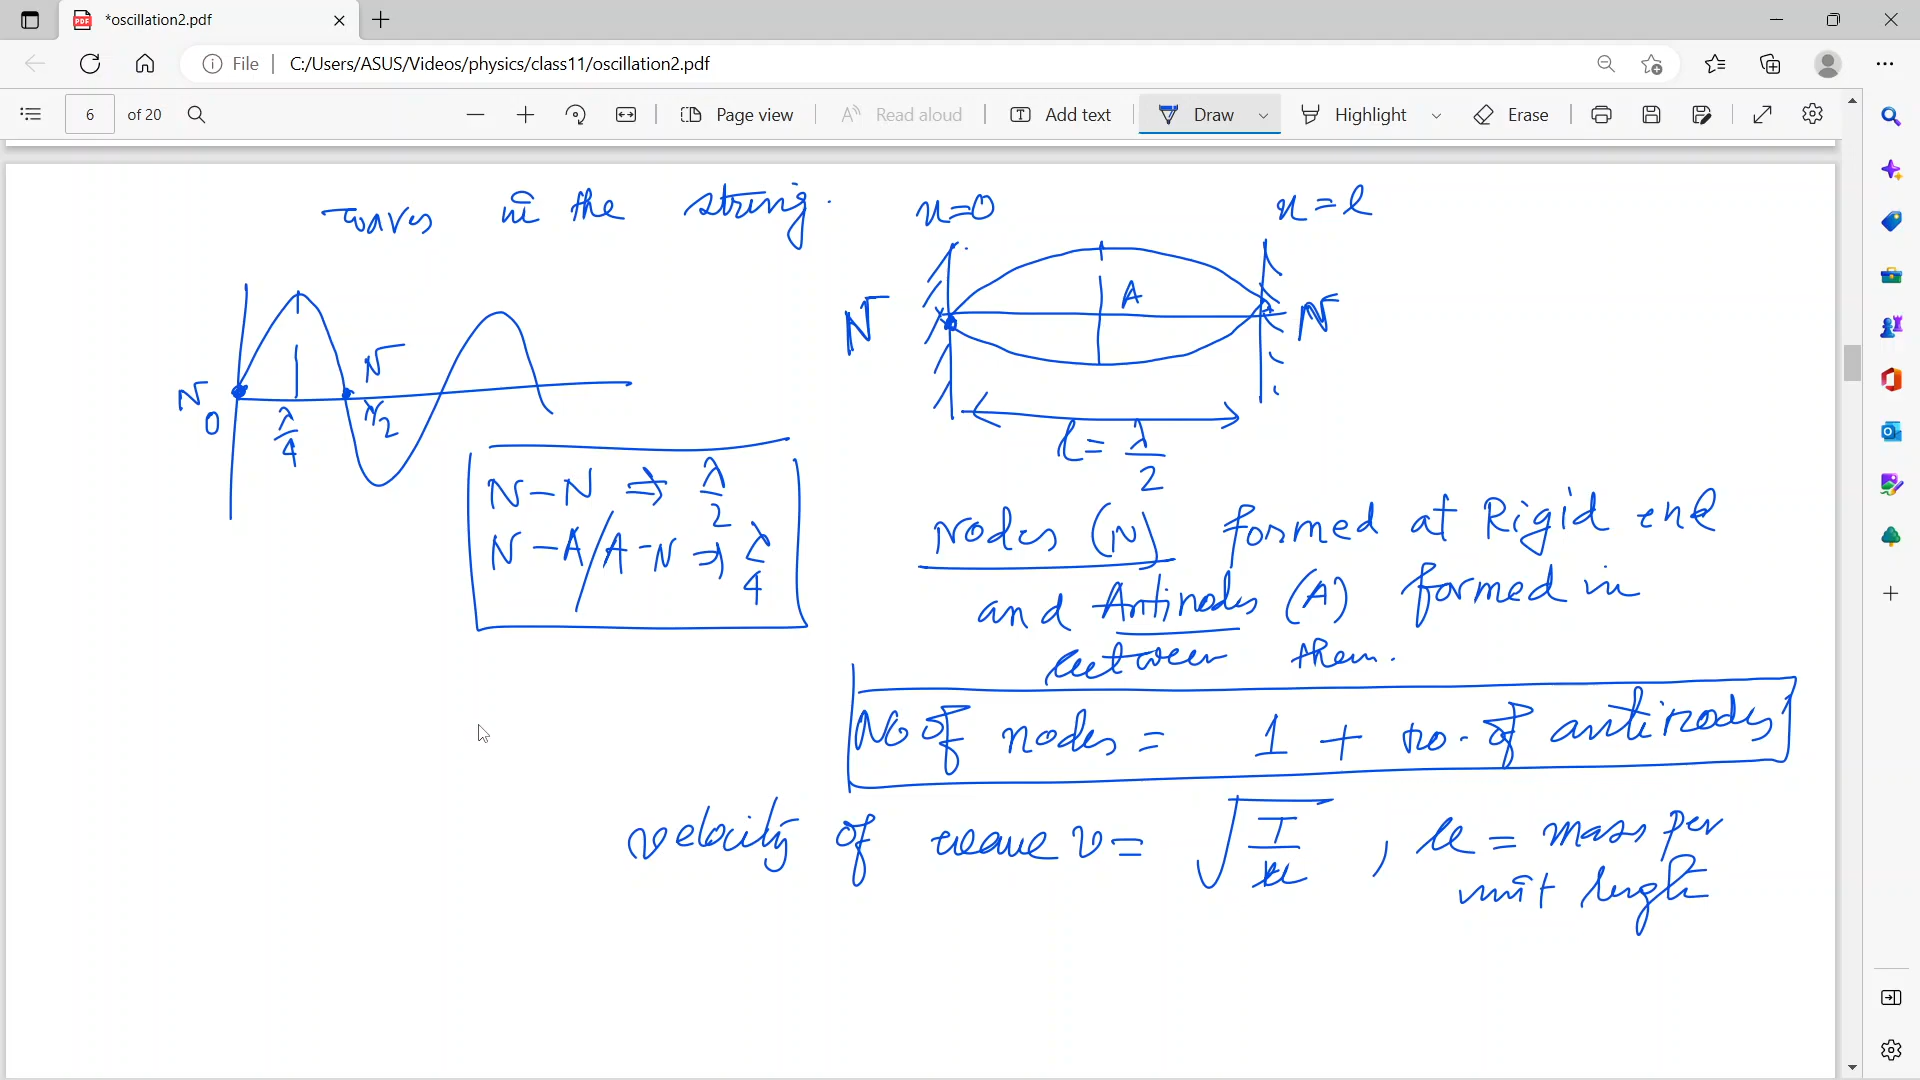 *oscillation2.pdf
File | C:/Users/ASUS/Videos/physics/class11/oscillation2.pdf
6 of 20 Page view Read aloud Add text Draw Highlight Erase
waves in the string. x=0 x=l
A
N N
N
N 0 λ/4 λ/2
l = λ/2
N-N ⇒ λ/2
N-A/A-N → λ/4
Nodes (N) formed at Rigid end
and Antinodes (A) formed in
between them.
No of nodes = 1 + no. of antinodes
velocity of wave v = √(T/μ) , μ = mass per
unit length